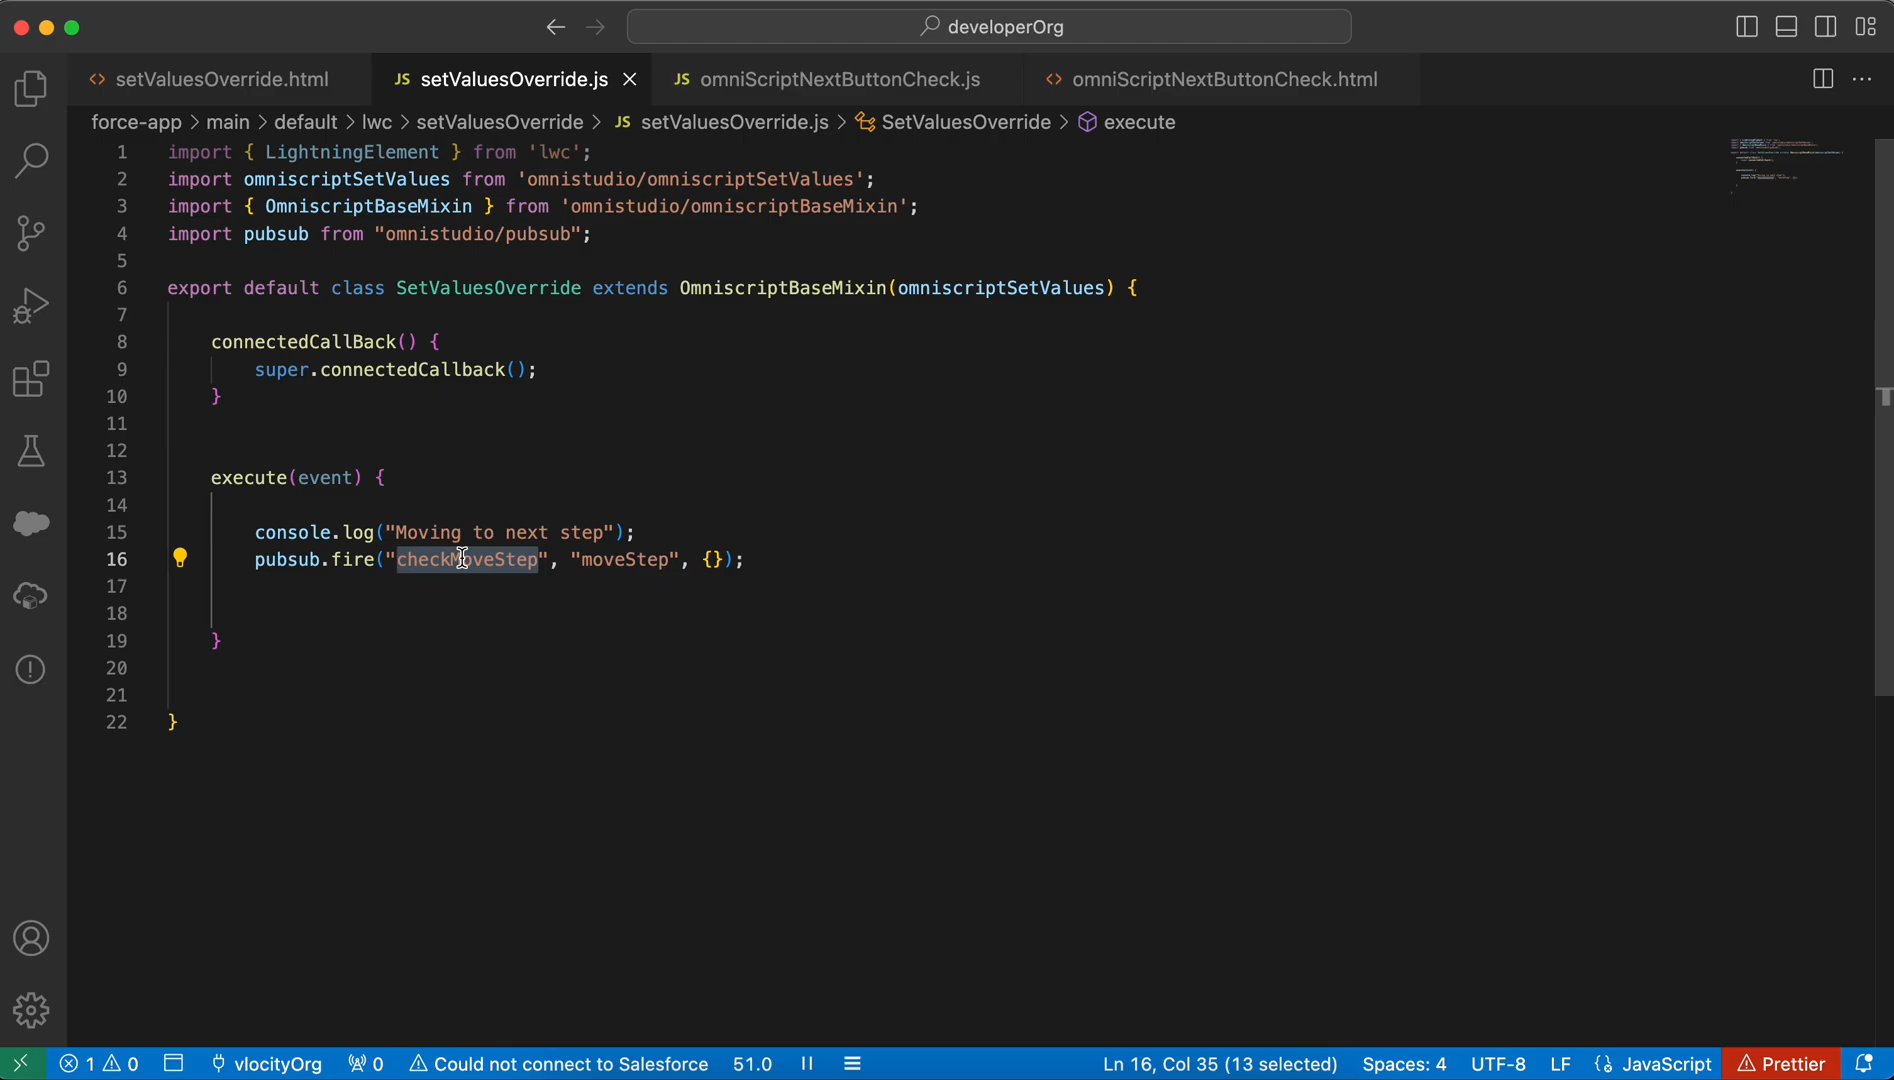 developerOrg
setValuesOverride.html
JS setValuesOverride.js
JS omniScriptNextButtonCheck.js
omniScriptNextButtonCheck.html
force-app > main > default > lwc > setValuesOverride > JS setValuesOverride.js > SetValuesOverride > execute
1 import { LightningElement } from 'lwc';
2 import omniscriptSetValues from 'omnistudio/omniscriptSetValues';
3 import { OmniscriptBaseMixin } from 'omnistudio/omniscriptBaseMixin';
4 import pubsub from "omnistudio/pubsub";
5
6 export default class SetValuesOverride extends OmniscriptBaseMixin(omniscriptSetValues) {
7
8 connectedCallBack() {
9 super.connectedCallback();
10 }
11
12
13 execute(event) {
14
15 console.log("Moving to next step");
16 pubsub.fire("checkMoveStep", "moveStep", {});
17
18
19 }
20
21
22 }
1 0 vlocityOrg 0 Could not connect to Salesforce 51.0 Ln 16, Col 35 (13 selected) Spaces: 4 UTF-8 LF JavaScript Prettier